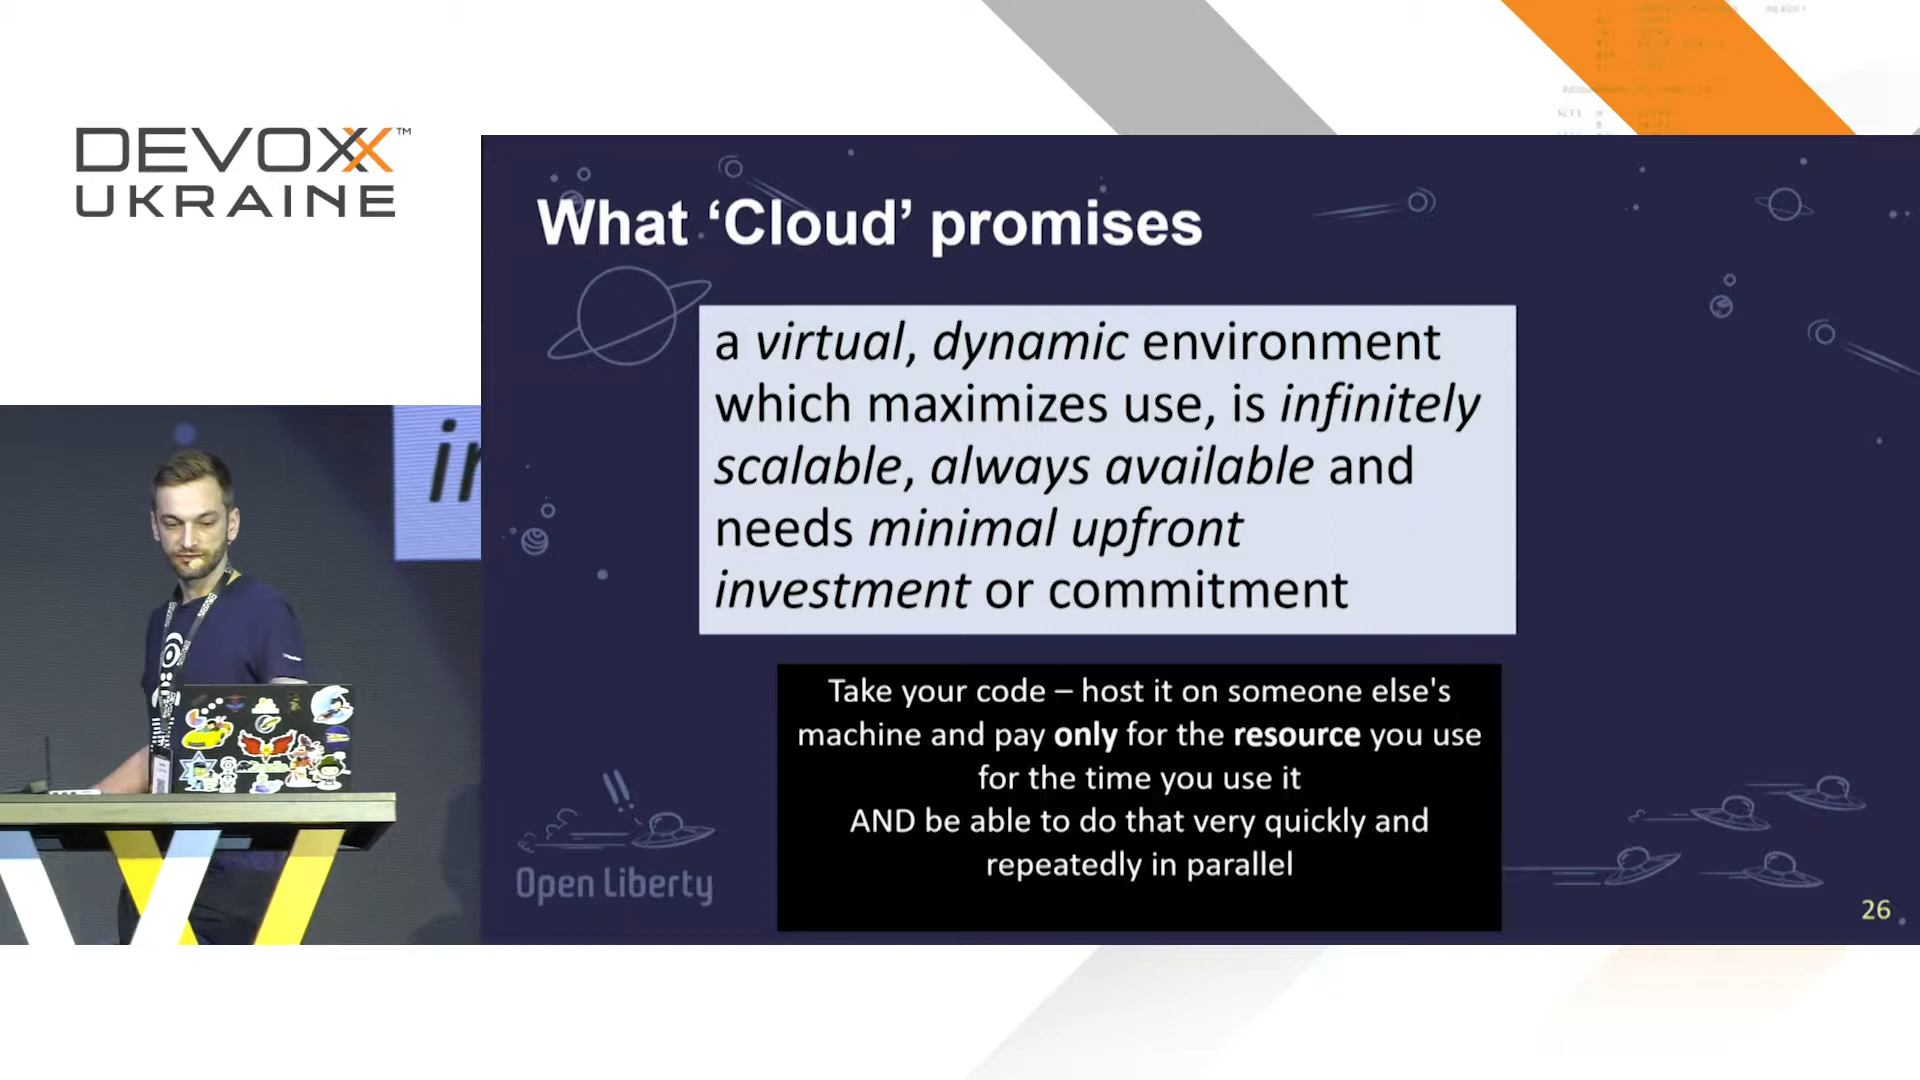 DEVOXX™
UKRAINE
What ‘Cloud’ promises
a virtual, dynamic environment
which maximizes use, is infinitely
scalable, always available and
needs minimal upfront
investment or commitment
Take your code – host it on someone else's
machine and pay only for the resource you use
for the time you use it
AND be able to do that very quickly and
repeatedly in parallel
Open Liberty
26